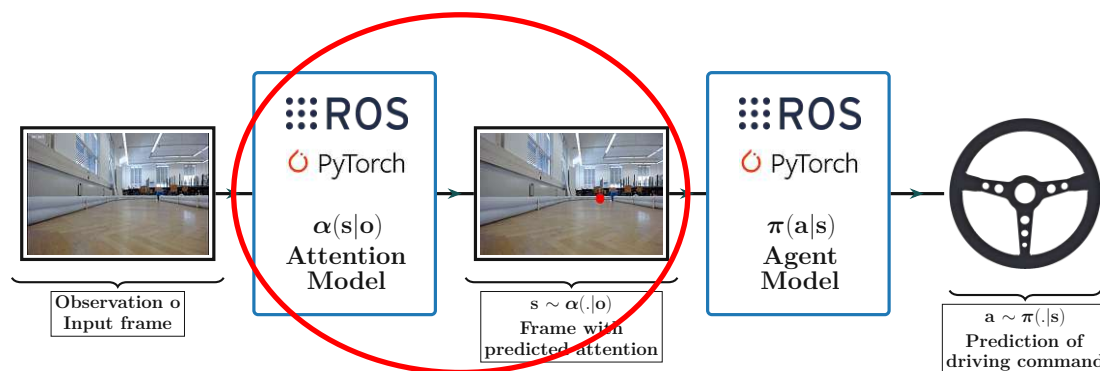 ROS
PyTorch
α(s|o)
Attention
Model
ROS
PyTorch
π(a|s)
Agent
Model
Observation o
Input frame
s ∼ α(.|o)
Frame with
predicted attention
a ∼ π(.|s)
Prediction of
driving command